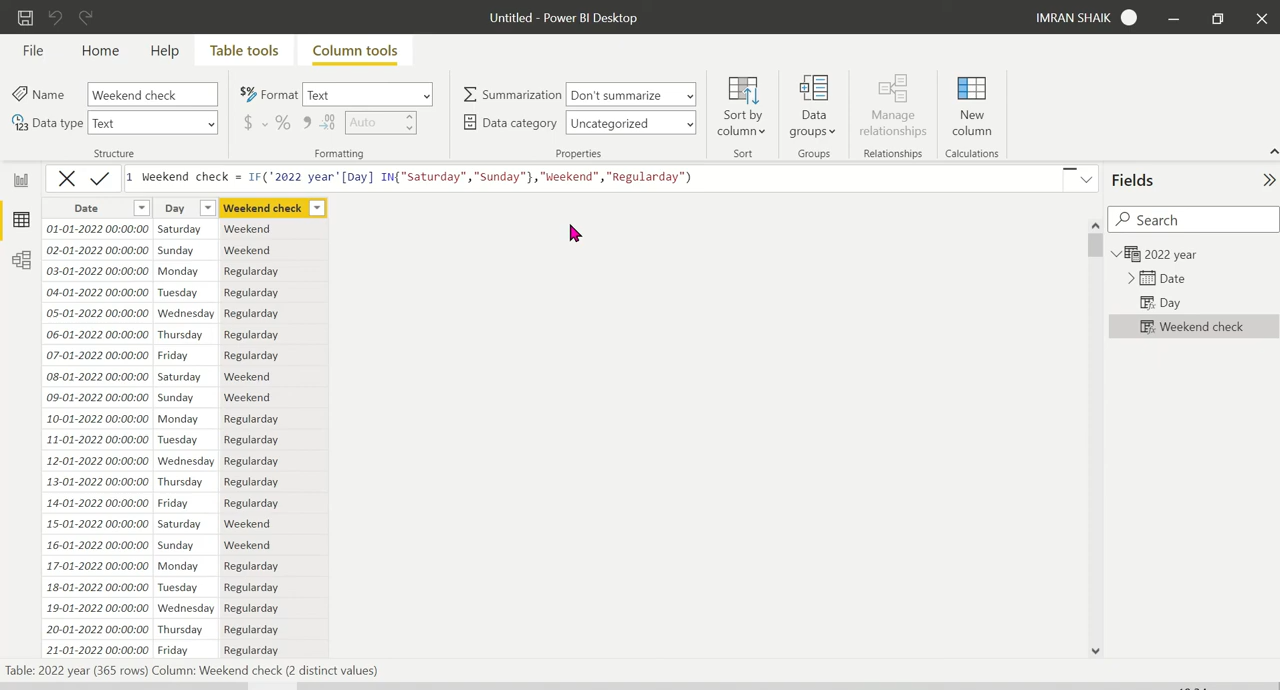 Untitled - Power BI Desktop
IMRAN SHAIK
File Home Help Table tools Column tools
Name Weekend check
Data type Text
Structure
Format Text
$ % 9 .00 Auto
Formatting
Summarization Don't summarize
Data category Uncategorized
Properties
Sort by column
Sort
Data groups
Groups
Manage relationships
Relationships
New column
Calculations
1 Weekend check = IF('2022 year'[Day] IN{"Saturday","Sunday"},"Weekend","Regularday")
Date Day Weekend check
01-01-2022 00:00:00 Saturday Weekend
02-01-2022 00:00:00 Sunday Weekend
03-01-2022 00:00:00 Monday Regularday
04-01-2022 00:00:00 Tuesday Regularday
05-01-2022 00:00:00 Wednesday Regularday
06-01-2022 00:00:00 Thursday Regularday
07-01-2022 00:00:00 Friday Regularday
08-01-2022 00:00:00 Saturday Weekend
09-01-2022 00:00:00 Sunday Weekend
10-01-2022 00:00:00 Monday Regularday
11-01-2022 00:00:00 Tuesday Regularday
12-01-2022 00:00:00 Wednesday Regularday
13-01-2022 00:00:00 Thursday Regularday
14-01-2022 00:00:00 Friday Regularday
15-01-2022 00:00:00 Saturday Weekend
16-01-2022 00:00:00 Sunday Weekend
17-01-2022 00:00:00 Monday Regularday
18-01-2022 00:00:00 Tuesday Regularday
19-01-2022 00:00:00 Wednesday Regularday
20-01-2022 00:00:00 Thursday Regularday
21-01-2022 00:00:00 Friday Regularday
Fields
Search
2022 year
Date
Day
Weekend check
Table: 2022 year (365 rows) Column: Weekend check (2 distinct values)